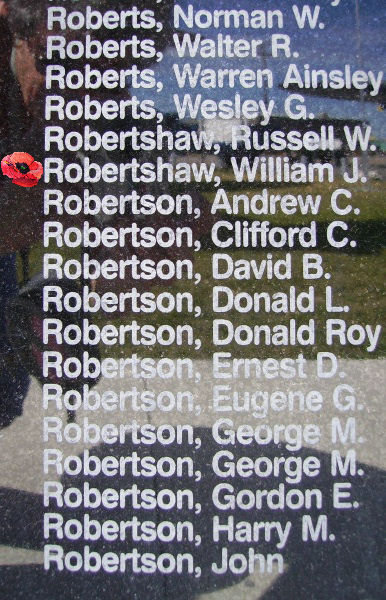 Roberts, Norman W.
Roberts, Walter R.
Roberts, Warren Ainsley
Roberts, Wesley G.
Robertshaw, Russell W.
Robertshaw, William J.
Robertson, Andrew C.
Robertson, Clifford C.
Robertson, David B.
Robertson, Donald L.
Robertson, Donald Roy
Robertson, Ernest D.
Robertson, Eugene G.
Robertson, George M.
Robertson, George M.
Robertson, Gordon E.
Robertson, Harry M.
Robertson, John